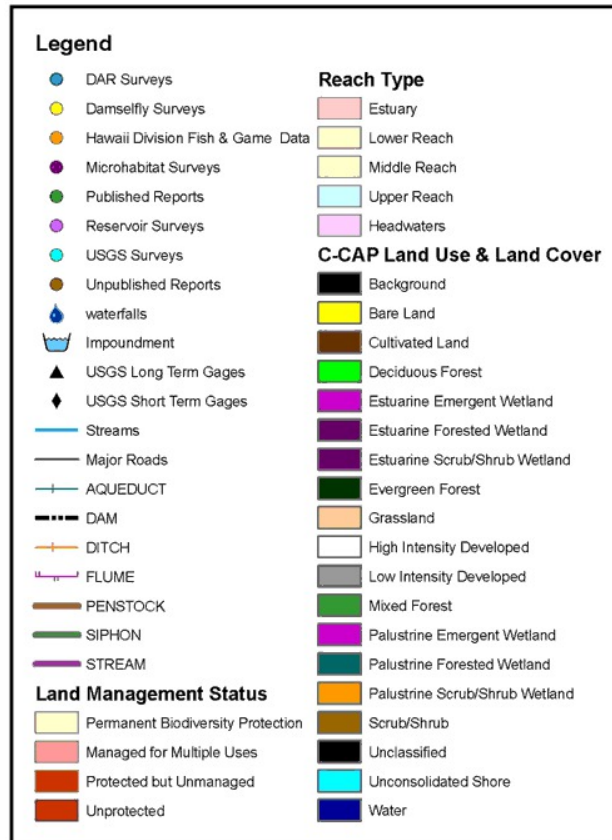 Legend
DAR Surveys
Damselfly Surveys
Hawaii Division Fish & Game Data
Microhabitat Surveys
Published Reports
Reservoir Surveys
USGS Surveys
Unpublished Reports
waterfalls
Impoundment
USGS Long Term Gages
USGS Short Term Gages
Streams
Major Roads
AQUEDUCT
DAM
DITCH
FLUME
PENSTOCK
SIPHON
STREAM
Land Management Status
Permanent Biodiversity Protection
Managed for Multiple Uses
Protected but Unmanaged
Unprotected
Reach Type
Estuary
Lower Reach
Middle Reach
Upper Reach
Headwaters
C-CAP Land Use & Land Cover
Background
Bare Land
Cultivated Land
Deciduous Forest
Estuarine Emergent Wetland
Estuarine Forested Wetland
Estuarine Scrub/Shrub Wetland
Evergreen Forest
Grassland
High Intensity Developed
Low Intensity Developed
Mixed Forest
Palustrine Emergent Wetland
Palustrine Forested Wetland
Palustrine Scrub/Shrub Wetland
Scrub/Shrub
Unclassified
Unconsolidated Shore
Water